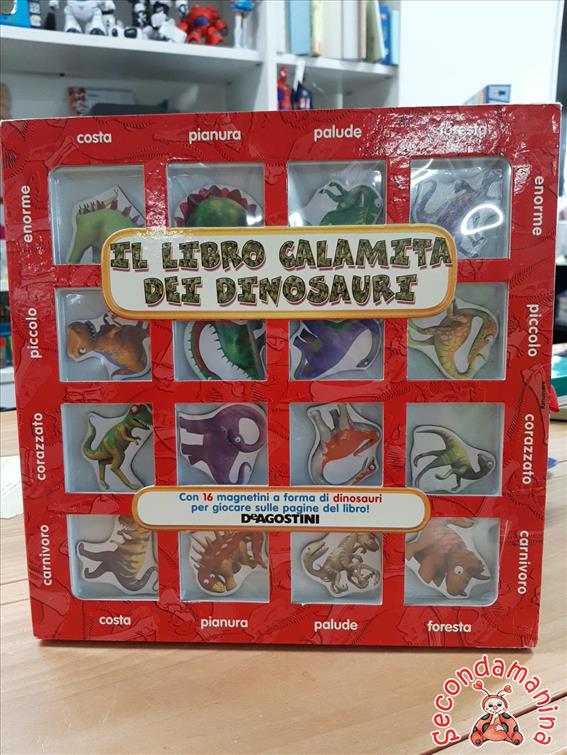 costa pianura palude foresta
enorme
piccolo
corazzato
carnivoro
IL LIBRO CALAMITA
DEI DINOSAURI
Con 16 magnetini a forma di dinosauri
per giocare sulle pagine del libro!
DeAGOSTINI
enorme
piccolo
corazzato
carnivoro
costa pianura palude foresta
secondamanina